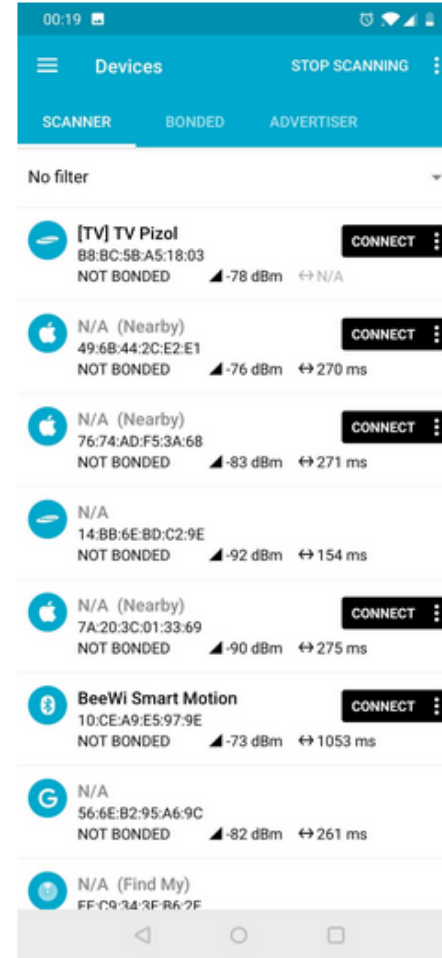 00:19
Devices STOP SCANNING
SCANNER BONDED ADVERTISER
No filter
[TV] TV Pizol
CONNECT
B8:BC:5B:A5:18:03
NOT BONDED -78 dBm N/A
N/A (Nearby)
CONNECT
49:6B:44:2C:E2:E1
NOT BONDED -76 dBm 270 ms
N/A (Nearby)
CONNECT
76:74:AD:F5:3A:68
NOT BONDED -83 dBm 271 ms
N/A
14:BB:6E:BD:C2:9E
NOT BONDED -92 dBm 154 ms
N/A (Nearby)
CONNECT
7A:20:3C:01:33:69
NOT BONDED -90 dBm 275 ms
BeeWi Smart Motion
CONNECT
10:CE:A9:E5:97:9E
NOT BONDED -73 dBm 1053 ms
G
N/A
56:6E:B2:95:A6:9C
NOT BONDED -82 dBm 261 ms
N/A (Find My)